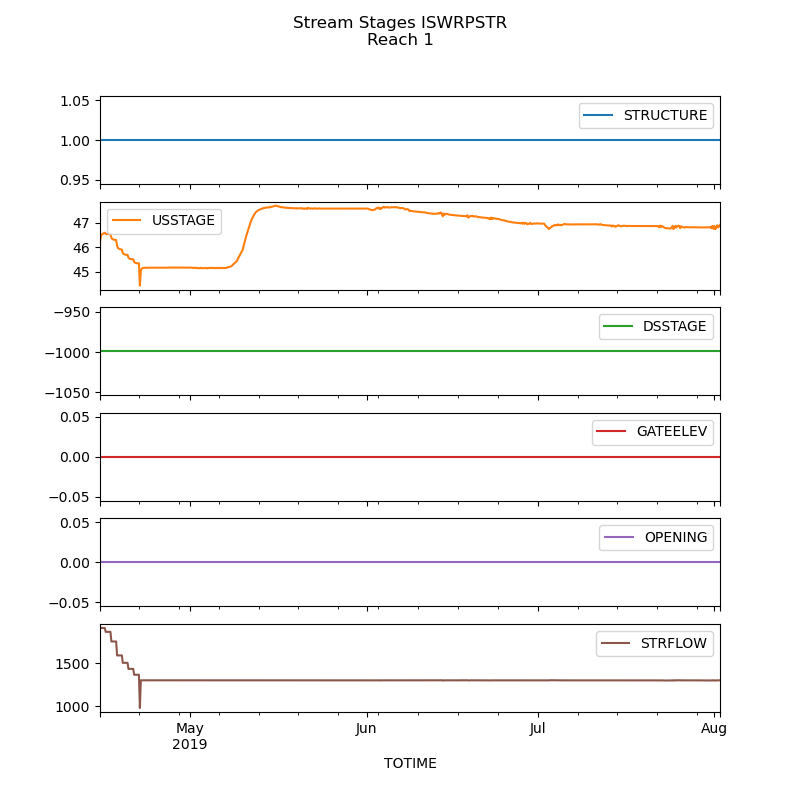 Stream Stages ISWRPSTR
Reach 1
1.05
1.00
0.95
STRUCTURE
47
46
45
USSTAGE
−950
−1000
−1050
DSSTAGE
0.05
0.00
−0.05
GATEELEV
0.05
0.00
−0.05
OPENING
1500
1000
STRFLOW
May
2019
Jun
Jul
Aug
TOTIME